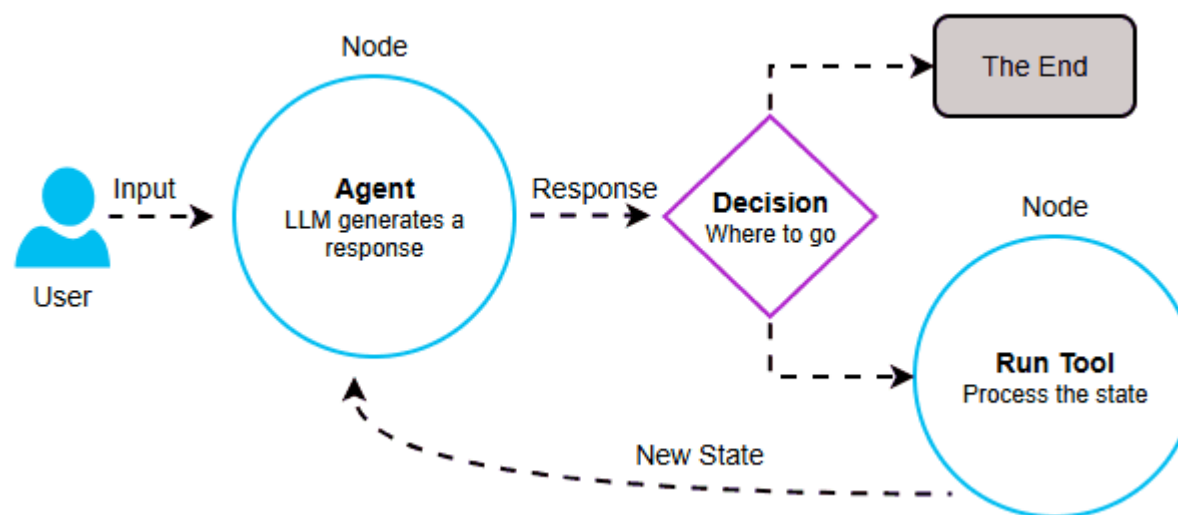 Node
The End
Input
Agent
LLM generates a
response
Response
Decision
Where to go
Node
User
Run Tool
Process the state
New State